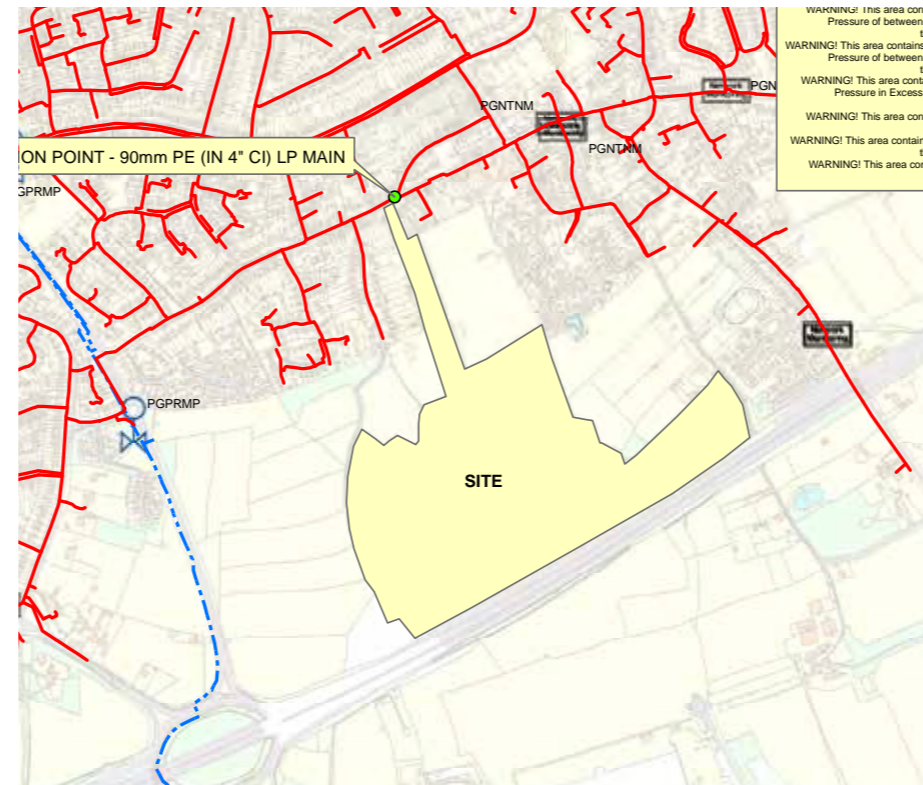 WARNING! This area con
Pressure of between
t
WARNING! This area contains
Pressure of between
t
WARNING! This area conta
Pressure in Excess
WARNING! This area con
WARNING! This area contain
t
WARNING! This area con
PGN
PGNTNM
PGNTNM
ON POINT - 90mm PE (IN 4" CI) LP MAIN
GPRMP
PGPRMP
SITE